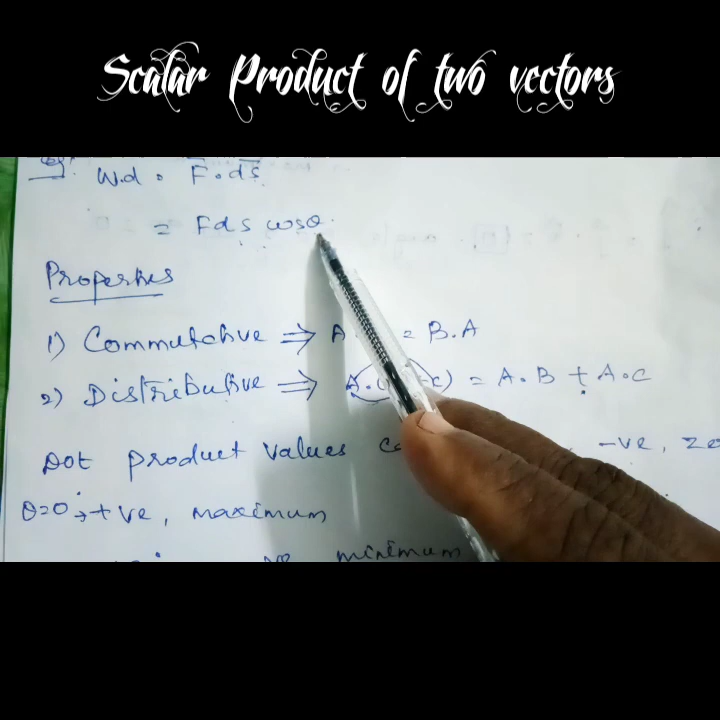 Scalar Product of two vectors
Eg: W.d = F̅.ds̅
= Fds cosθ.
Properties
1) Commutative ⇒ A = B.A
2) Distributive ⇒ A.( c) = A.B + A.C
Dot product values -ve, ze
θ=0 → +ve, maximum
minimum